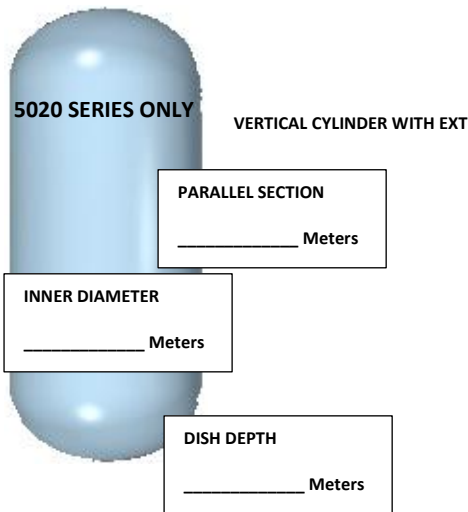 5020 SERIES ONLY
VERTICAL CYLINDER WITH EXT
PARALLEL SECTION
_____________ Meters
INNER DIAMETER
_____________ Meters
DISH DEPTH
_____________ Meters